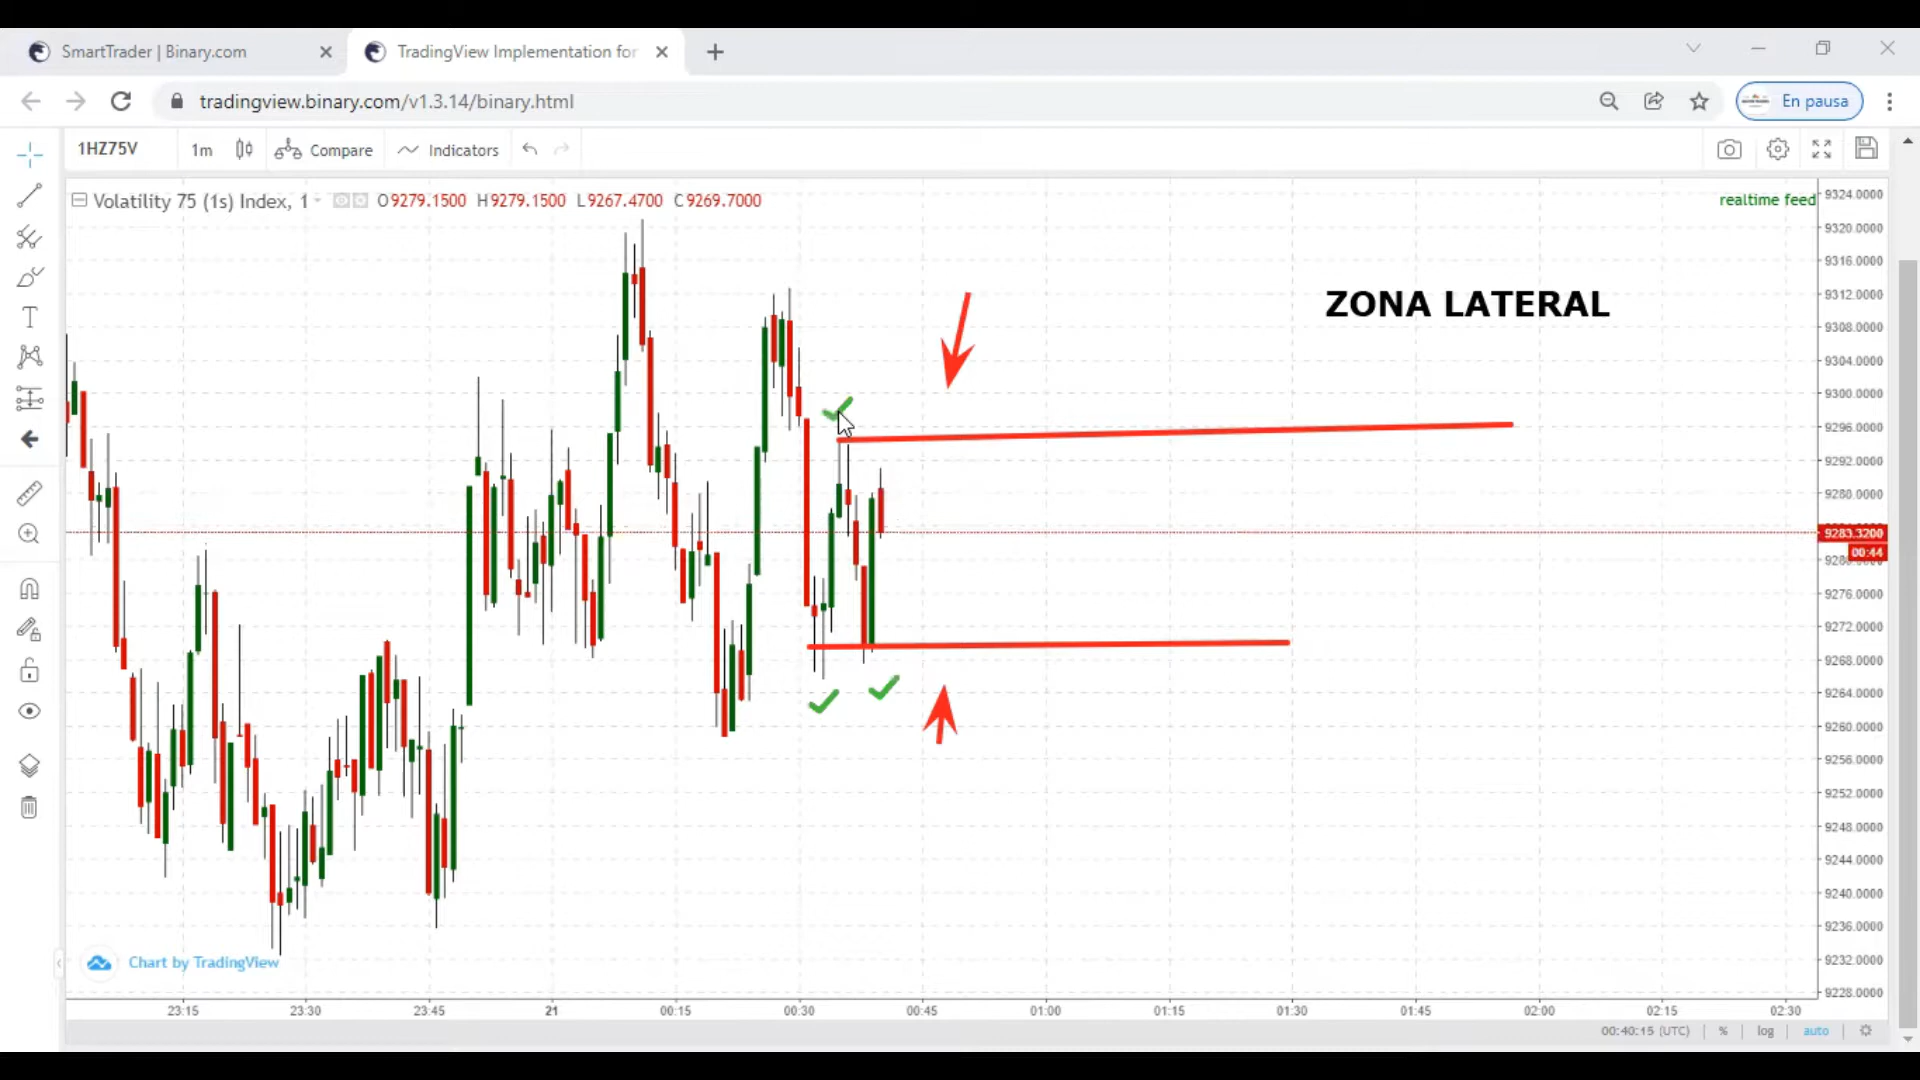 SmartTrader | Binary.com
TradingView Implementation for
tradingview.binary.com/v1.3.14/binary.html
En pausa
1HZ75V
1m
Compare
Indicators
Volatility 75 (1s) Index, 1
O9279.1500 H9279.1500 L9267.4700 C9269.7000
realtime feed
ZONA LATERAL
9324.0000
9320.0000
9316.0000
9312.0000
9308.0000
9304.0000
9300.0000
9296.0000
9292.0000
9288.0000
9283.3200
00:44
9276.0000
9272.0000
9268.0000
9264.0000
9260.0000
9256.0000
9252.0000
9248.0000
9244.0000
9240.0000
9236.0000
9232.0000
9228.0000
Chart by TradingView
23:15 23:30 23:45 21 00:15 00:30 00:45 01:00 01:15 01:30 01:45 02:00 02:15 02:30
00:40:15 (UTC) % log auto